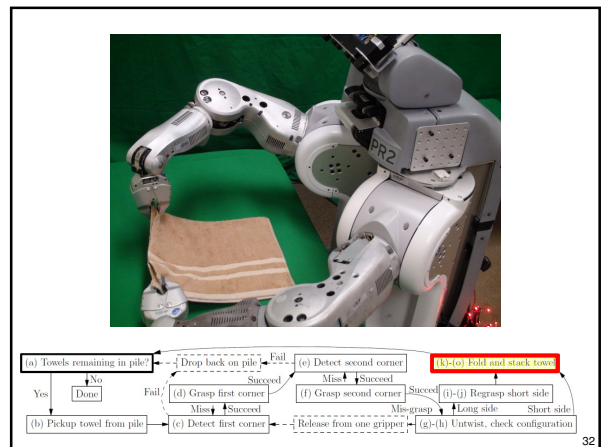 PR2
(a) Towels remaining in pile?
Drop back on pile
Fail
(e) Detect second corner
(k)-(o) Fold and stack towel
No
Succeed
Miss
Succeed
Yes
Done
Fail
(d) Grasp first corner
(f) Grasp second corner
Succeed
(i)-(j) Regrasp short side
Miss
Succeed
Mis-grasp
Long side
Short side
(b) Pickup towel from pile
(c) Detect first corner
Release from one gripper
(g)-(h) Untwist, check configuration
32